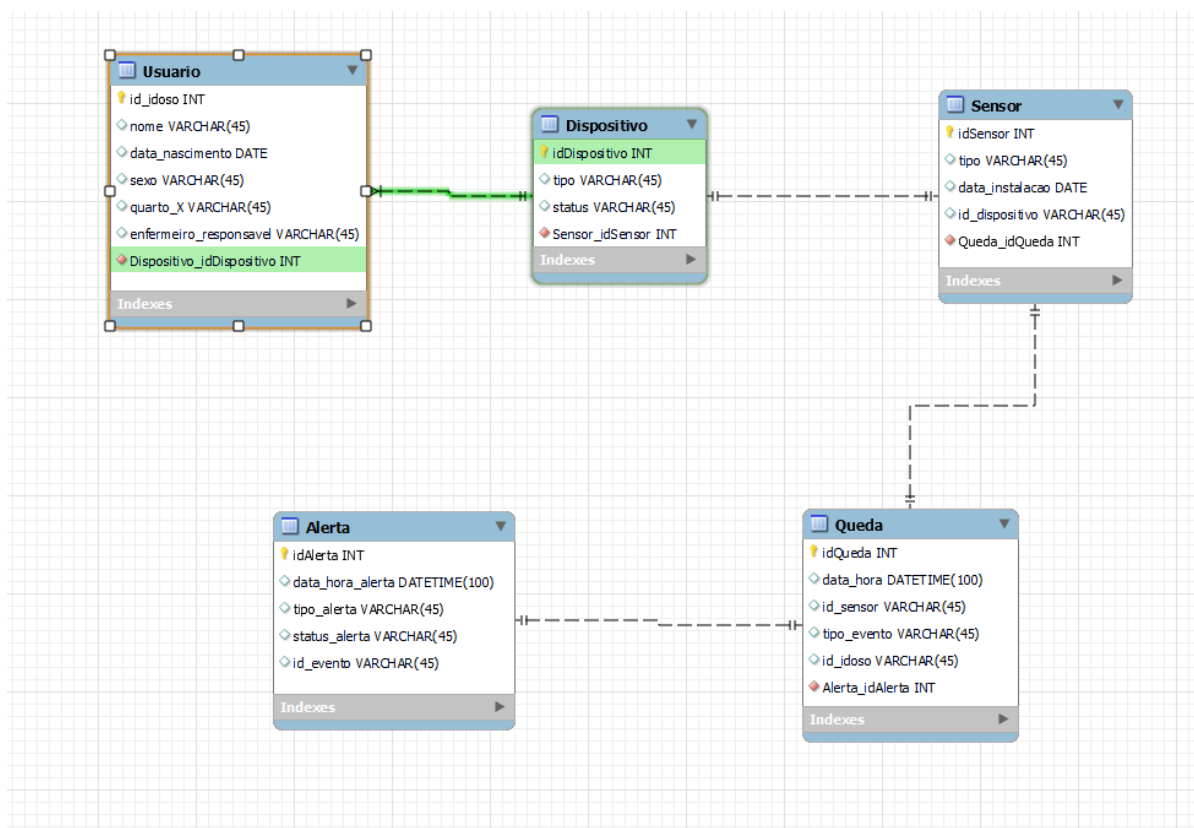 Usuario
id_idoso INT
nome VARCHAR(45)
data_nascimento DATE
sexo VARCHAR(45)
quarto_X VARCHAR(45)
enfermeiro_responsavel VARCHAR(45)
Dispositivo_idDispositivo INT
Indexes
Dispositivo
idDispositivo INT
tipo VARCHAR(45)
status VARCHAR(45)
Sensor_idSensor INT
Indexes
Sensor
idSensor INT
tipo VARCHAR(45)
data_instalacao DATE
id_dispositivo VARCHAR(45)
Queda_idQueda INT
Indexes
Alerta
idAlerta INT
data_hora_alerta DATETIME(100)
tipo_alerta VARCHAR(45)
status_alerta VARCHAR(45)
id_evento VARCHAR(45)
Indexes
Queda
idQueda INT
data_hora DATETIME(100)
id_sensor VARCHAR(45)
tipo_evento VARCHAR(45)
id_idoso VARCHAR(45)
Alerta_idAlerta INT
Indexes